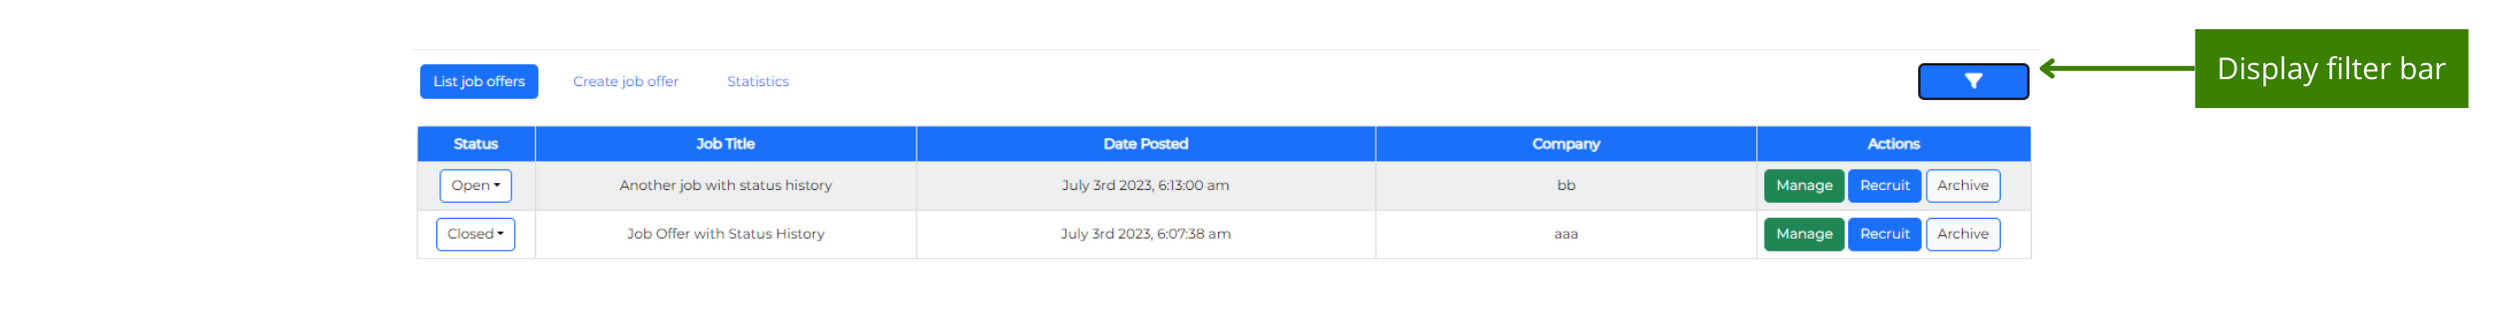 Display filter bar
List job offers Create job offer Statistics
Status Job Title Date Posted Company Actions
Open Another job with status history July 3rd 2023, 6:13:00 am bb Manage Recruit Archive
Closed Job Offer with Status History July 3rd 2023, 6:07:38 am aaa Manage Recruit Archive